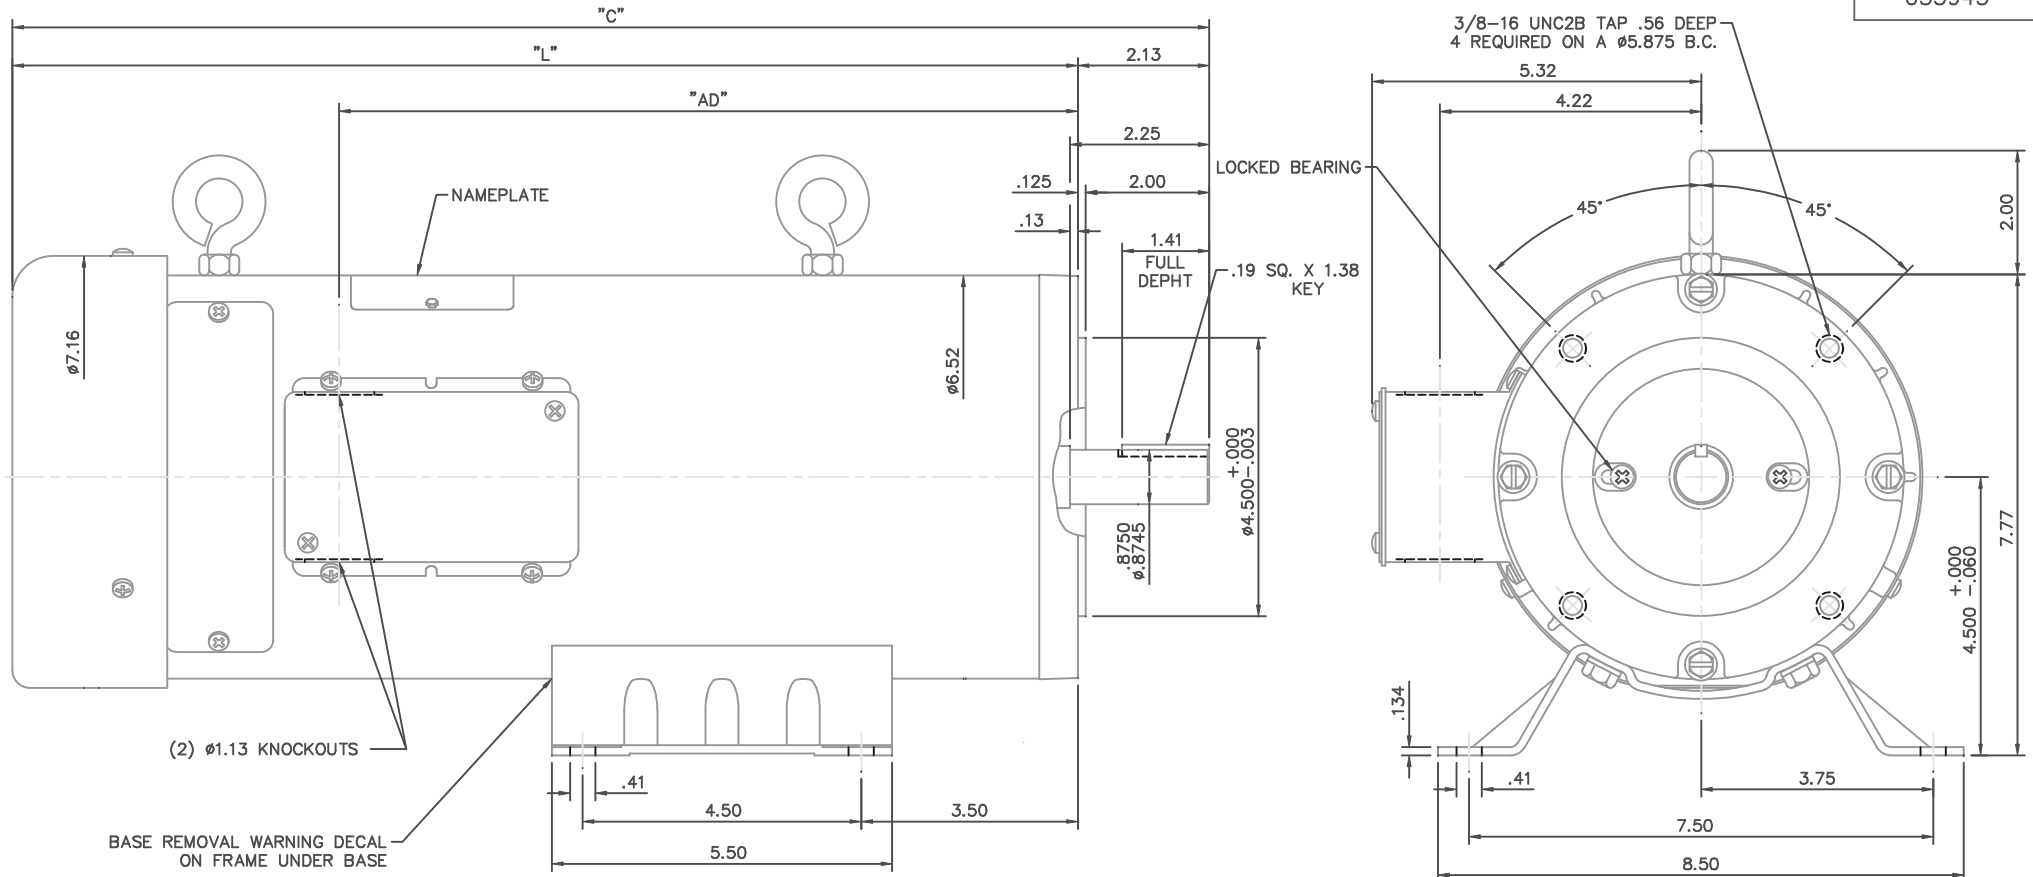 "C"
"L"
2.13
"AD"
2.25
.125
2.00
.13
1.41
FULL
DEPHT
.19 SQ. X 1.38
KEY
NAMEPLATE
ø7.16
ø6.52
+.000
ø4.500-.003
.8750
ø.8745
(2) ø1.13 KNOCKOUTS
BASE REMOVAL WARNING DECAL
ON FRAME UNDER BASE
.41
4.50
3.50
5.50
3/8-16 UNC2B TAP .56 DEEP
4 REQUIRED ON A ø5.875 B.C.
5.32
4.22
LOCKED BEARING
45°
45°
2.00
7.77
+.000
4.500 -.060
.134
.41
3.75
7.50
8.50